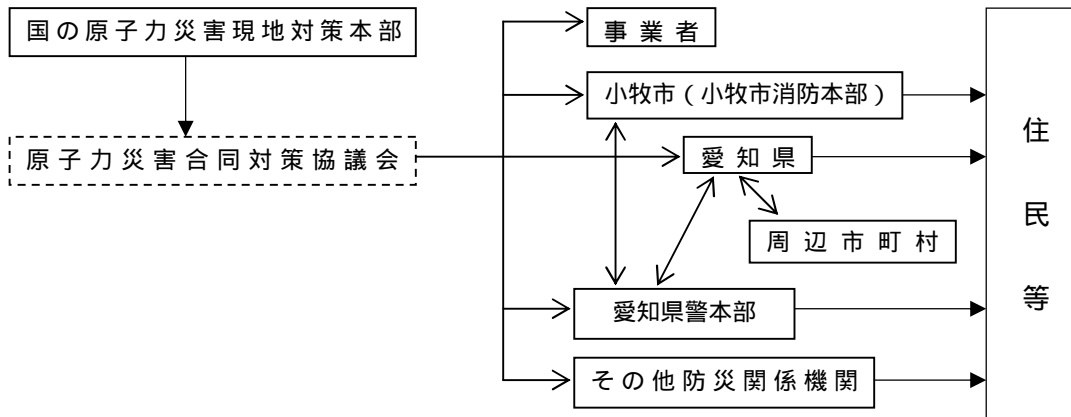 国の原子力災害現地対策本部
事業者
小牧市（小牧市消防本部）
原子力災害合同対策協議会
愛知県
周辺市町村
愛知県警本部
その他防災関係機関
住民等